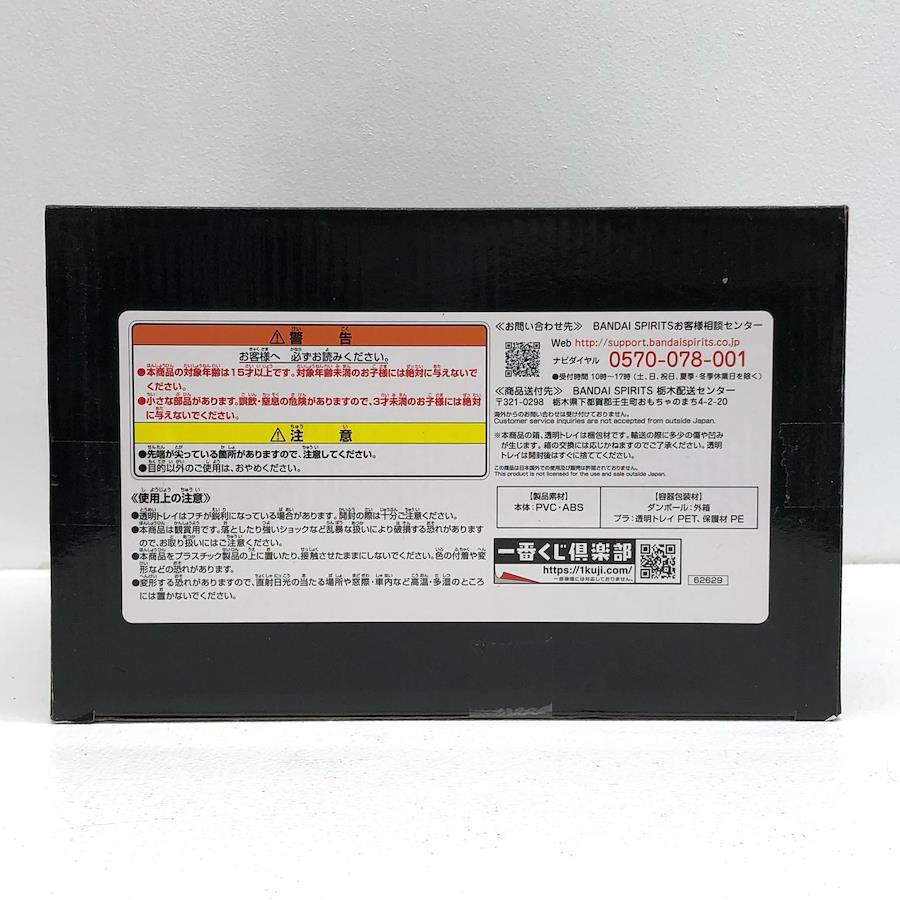 ⚠警告
お客様へ 必ずお読みください。
●本商品の対象年齢は15才以上です。対象年齢未満のお子様には絶対に与えないで
ください。
●小さな部品があります。誤飲・窒息の危険がありますので、3才未満のお子様には絶対
に与えないでください。
⚠注意
●先端が尖っている箇所がありますので、注意してください。
●目的以外のご使用は、おやめください。
≪使用上の注意≫
●透明トレイはフチが鋭利になっている場合があります。開封の際は十分ご注意ください。
●本商品は観賞用です。落としたり強いショックなど乱暴な扱いにより破損する恐れがありますので、お取り扱いにはご注意ください。
●本商品をプラスチック製品の上に置いたり、接触させたままにしないでください。色の付着や変
形などの恐れがあります。
●変形する恐れがありますので、直射日光の当たる場所や窓際・車内など高温・多湿のところ
には置かないでください。
≪お問い合わせ先≫ BANDAI SPIRITSお客様相談センター
Web http://support.bandaispirits.co.jp
ナビダイヤル 0570-078-001
●受付時間 10時～17時(土、日、祝日、夏季・冬季休業日を除く)
≪商品送付先≫ BANDAI SPIRITS 栃木配送センター
〒321-0298 栃木県下都賀郡壬生町おもちゃのまち4-2-20
海外からのお問い合わせは受け付けておりません。
Customer service inquiries are not accepted from outside Japan.
※本商品の箱、透明トレイは梱包材です。輸送の際に多少の傷や凹み
が生じます。箱の交換には応じかねますのでご了承ください。透明
トレイは開封後はすぐに捨ててください。
この商品は日本国外での使用及び販売は許諾されていません。
This product is not licensed for the use and sale outside Japan.
【製品素材】
本体:PVC・ABS
【容器包装材】
ダンボール:外箱
プラ:透明トレイ PET、保護材 PE
一番くじ倶楽部
https://1kuji.com/
一部機種には対応しておりません。
62629